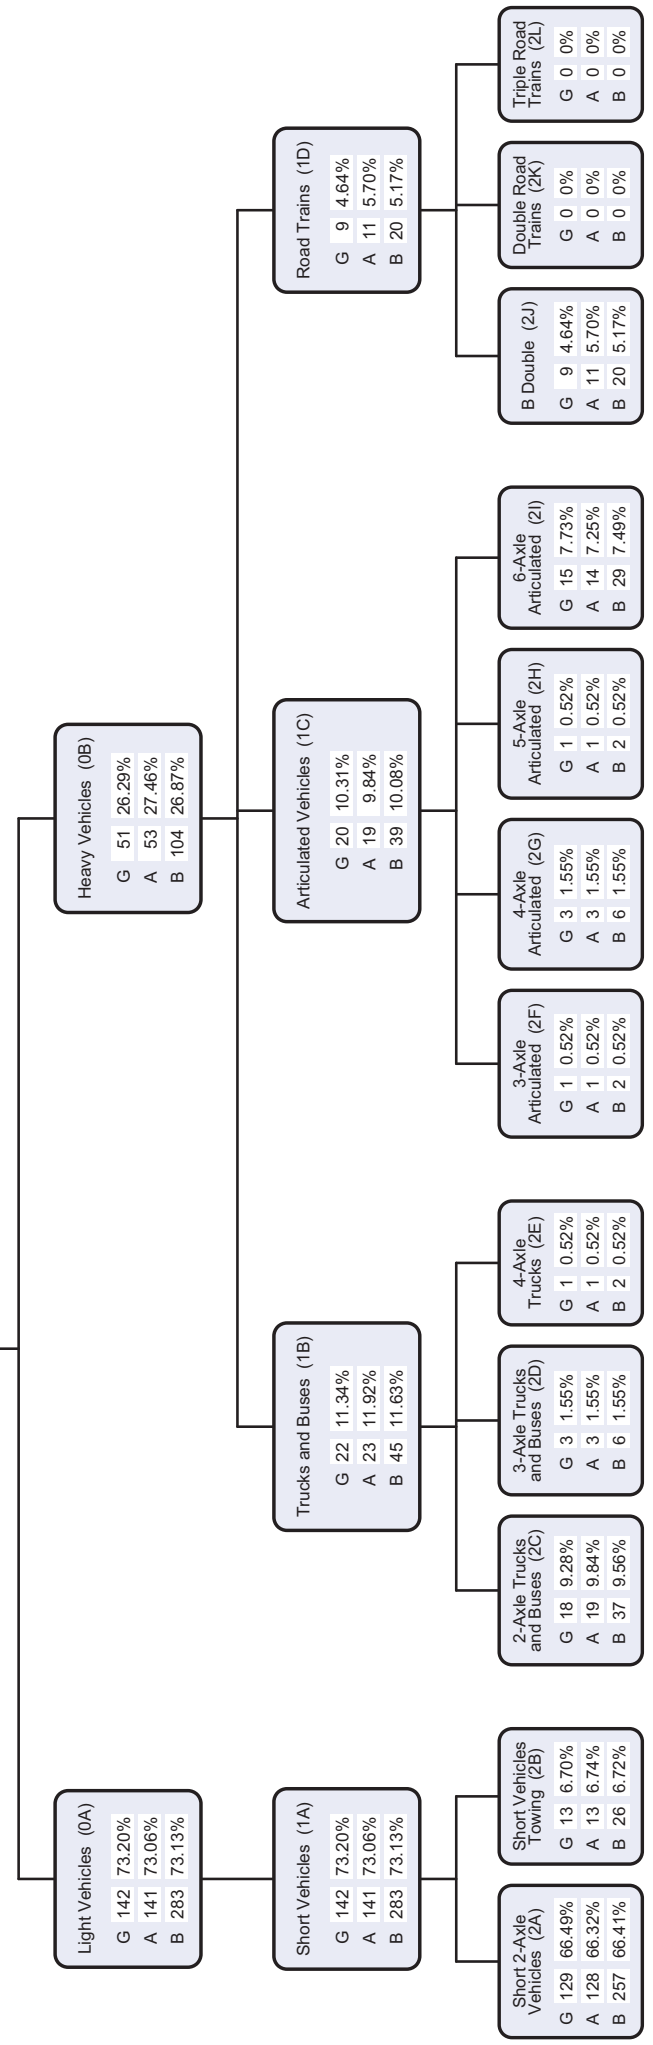 Light Vehicles (0A)
G 142 73.20%
A 141 73.06%
B 283 73.13%
Heavy Vehicles (0B)
G 51 26.29%
A 53 27.46%
B 104 26.87%
Short Vehicles (1A)
G 142 73.20%
A 141 73.06%
B 283 73.13%
Trucks and Buses (1B)
G 22 11.34%
A 23 11.92%
B 45 11.63%
Articulated Vehicles (1C)
G 20 10.31%
A 19 9.84%
B 39 10.08%
Road Trains (1D)
G 9 4.64%
A 11 5.70%
B 20 5.17%
Short 2-Axle
Vehicles (2A)
G 129 66.49%
A 128 66.32%
B 257 66.41%
Short Vehicles
Towing (2B)
G 13 6.70%
A 13 6.74%
B 26 6.72%
2-Axle Trucks
and Buses (2C)
G 18 9.28%
A 19 9.84%
B 37 9.56%
3-Axle Trucks
and Buses (2D)
G 3 1.55%
A 3 1.55%
B 6 1.55%
4-Axle
Trucks (2E)
G 1 0.52%
A 1 0.52%
B 2 0.52%
3-Axle
Articulated (2F)
G 1 0.52%
A 1 0.52%
B 2 0.52%
4-Axle
Articulated (2G)
G 3 1.55%
A 3 1.55%
B 6 1.55%
5-Axle
Articulated (2H)
G 1 0.52%
A 1 0.52%
B 2 0.52%
6-Axle
Articulated (2I)
G 15 7.73%
A 14 7.25%
B 29 7.49%
B Double (2J)
G 9 4.64%
A 11 5.70%
B 20 5.17%
Double Road
Trains (2K)
G 0 0%
A 0 0%
B 0 0%
Triple Road
Trains (2L)
G 0 0%
A 0 0%
B 0 0%